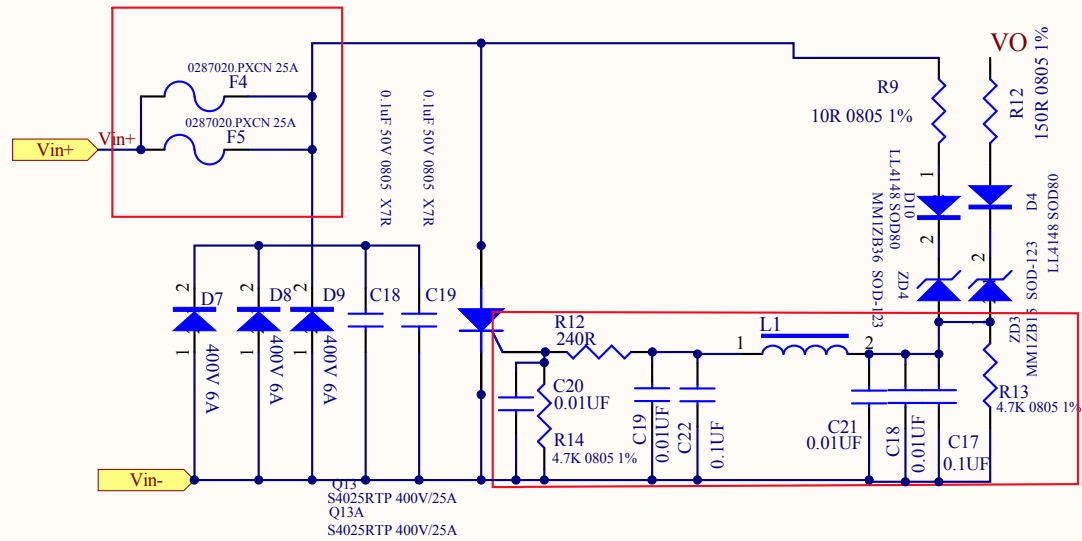 0287020.PXCN 25A
F4
0287020.PXCN 25A
F5
Vin+
Vin+
0.1uF 50V 0805 X7R
0.1uF 50V 0805 X7R
VO
R9
10R 0805 1%
R12
150R 0805 1%
1
D10
LL4148 SOD80
2
D4
LL4148 SOD80
2
ZD4
MM1ZB36 SOD-123
ZD3
MM1ZB15 SOD-123
2
D7
1
400V 6A
2
D8
1
400V 6A
2
D9
1
400V 6A
C18
C19
R12
240R
L1
1
2
C20
0.01UF
R14
4.7K 0805 1%
C19
0.01UF
C22
0.1UF
C21
0.01UF
C18
0.01UF
C17
0.1UF
R13
4.7K 0805 1%
Vin-
Q13
S4025RTP 400V/25A
Q13A
S4025RTP 400V/25A